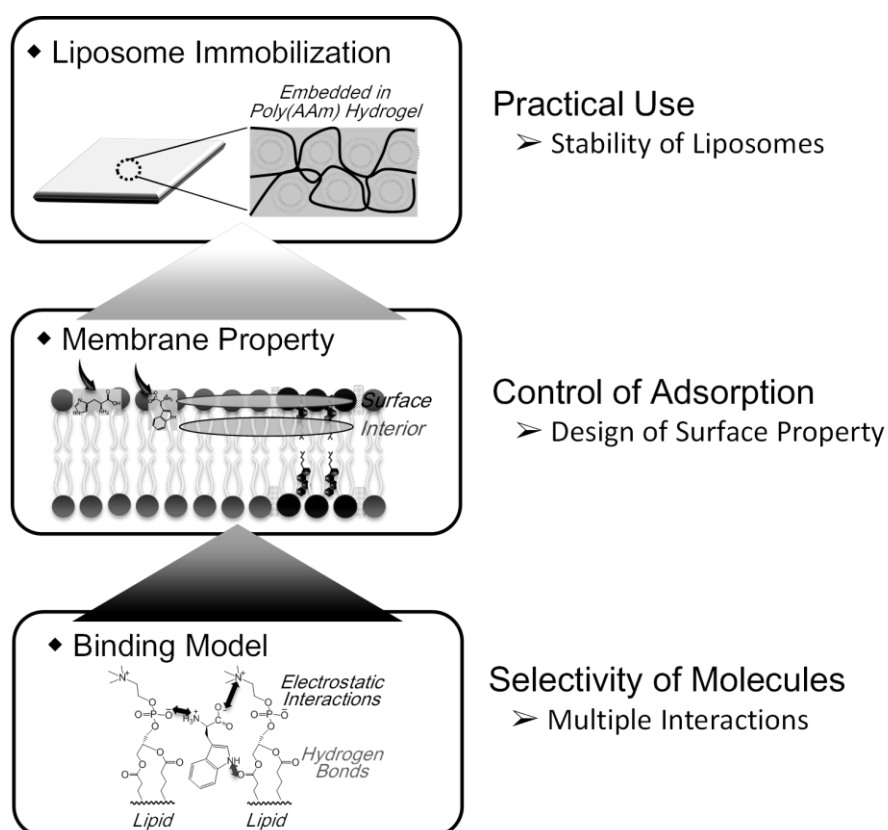 ◆ Liposome Immobilization
Embedded in
Poly(AAm) Hydrogel
Practical Use
➢ Stability of Liposomes
◆ Membrane Property
Surface
Interior
Control of Adsorption
➢ Design of Surface Property
◆ Binding Model
Electrostatic
Interactions
Hydrogen
Bonds
Lipid
Lipid
Selectivity of Molecules
➢ Multiple Interactions